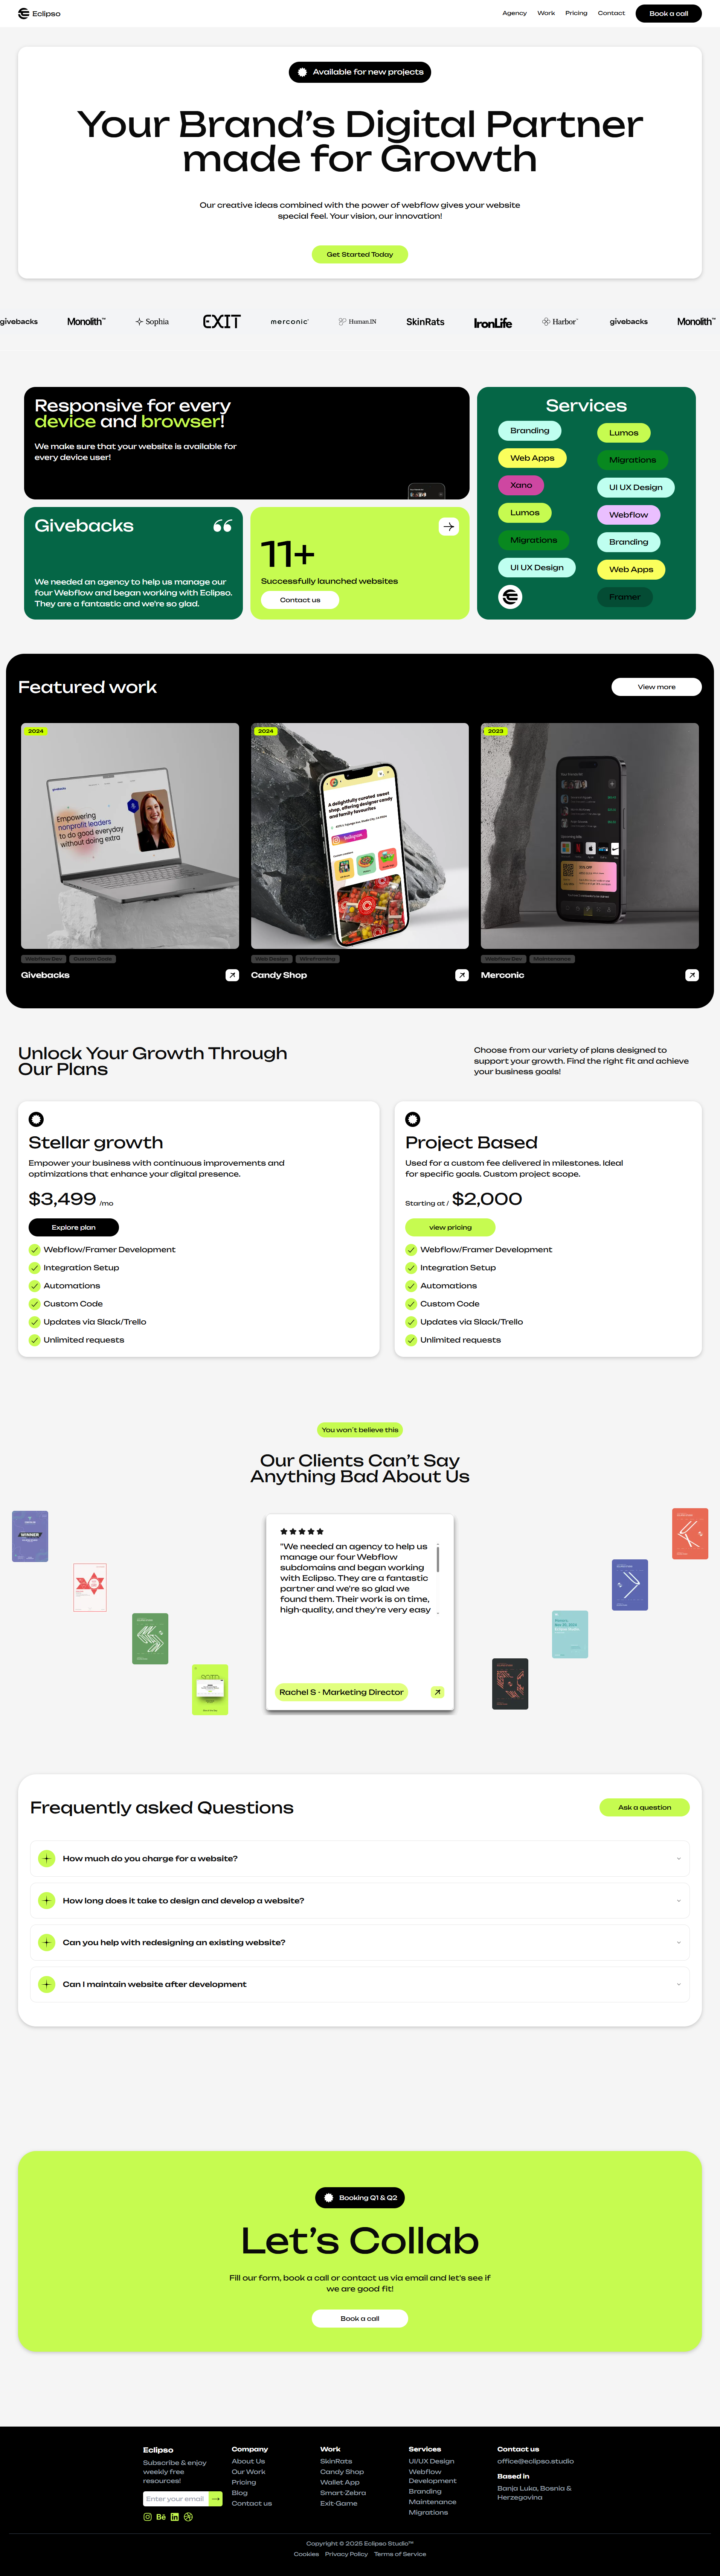 Eclipso
Agency Work Pricing Contact Book a call
Available for new projects
Your Brand's Digital Partner
made for Growth
Our creative ideas combined with the power of webflow gives your website
special feel. Your vision, our innovation!
Get Started Today
givebacks Monolith™ Sophia EXIT merconic Human.IN SkinRats IronLife Harbor givebacks Monolith™
Responsive for every
device and browser!
We make sure that your website is available for
every device user!
Givebacks
We needed an agency to help us manage our
four Webflow and began working with Eclipso.
They are a fantastic and we're so glad.
11+
Successfully launched websites
Contact us
Services
Branding
Web Apps
Xano
Lumos
Migrations
UI UX Design
Lumos
Migrations
UI UX Design
Webflow
Branding
Web Apps
Framer
Featured work
View more
2024
givebacks
Empowering
nonprofit leaders
to do good everyday
without doing extra
Webflow Dev Custom Code
Givebacks
2024
A delightfully curated sweet
shop, offering designer candy
and family favourites
Instagram
Web Design Wireframing
Candy Shop
2023
Webflow Dev Maintenance
Merconic
Unlock Your Growth Through
Our Plans
Choose from our variety of plans designed to
support your growth. Find the right fit and achieve
your business goals!
Stellar growth
Empower your business with continuous improvements and
optimizations that enhance your digital presence.
$3,499 /mo
Explore plan
Webflow/Framer Development
Integration Setup
Automations
Custom Code
Updates via Slack/Trello
Unlimited requests
Project Based
Used for a custom fee delivered in milestones. Ideal
for specific goals. Custom project scope.
Starting at / $2,000
view pricing
Webflow/Framer Development
Integration Setup
Automations
Custom Code
Updates via Slack/Trello
Unlimited requests
You won´t believe this
Our Clients Can't Say
Anything Bad About Us
WINNER
"We needed an agency to help us
manage our four Webflow
subdomains and began working
with Eclipso. They are a fantastic
partner and we're so glad we
found them. Their work is on time,
high-quality, and they're very easy
Rachel S - Marketing Director
Frequently asked Questions
Ask a question
How much do you charge for a website?
How long does it take to design and develop a website?
Can you help with redesigning an existing website?
Can I maintain website after development
Booking Q1 & Q2
Let's Collab
Fill our form, book a call or contact us via email and let's see if
we are good fit!
Book a call
Eclipso
Subscribe & enjoy
weekly free
resources!
Enter your email
Bē
Company
About Us
Our Work
Pricing
Blog
Contact us
Work
SkinRats
Candy Shop
Wallet App
Smart-Zebra
Exit-Game
Services
UI/UX Design
Webflow
Development
Branding
Maintenance
Migrations
Contact us
office@eclipso.studio
Based in
Banja Luka, Bosnia &
Herzegovina
Copyright © 2025 Eclipso Studio™
Cookies Privacy Policy Terms of Service